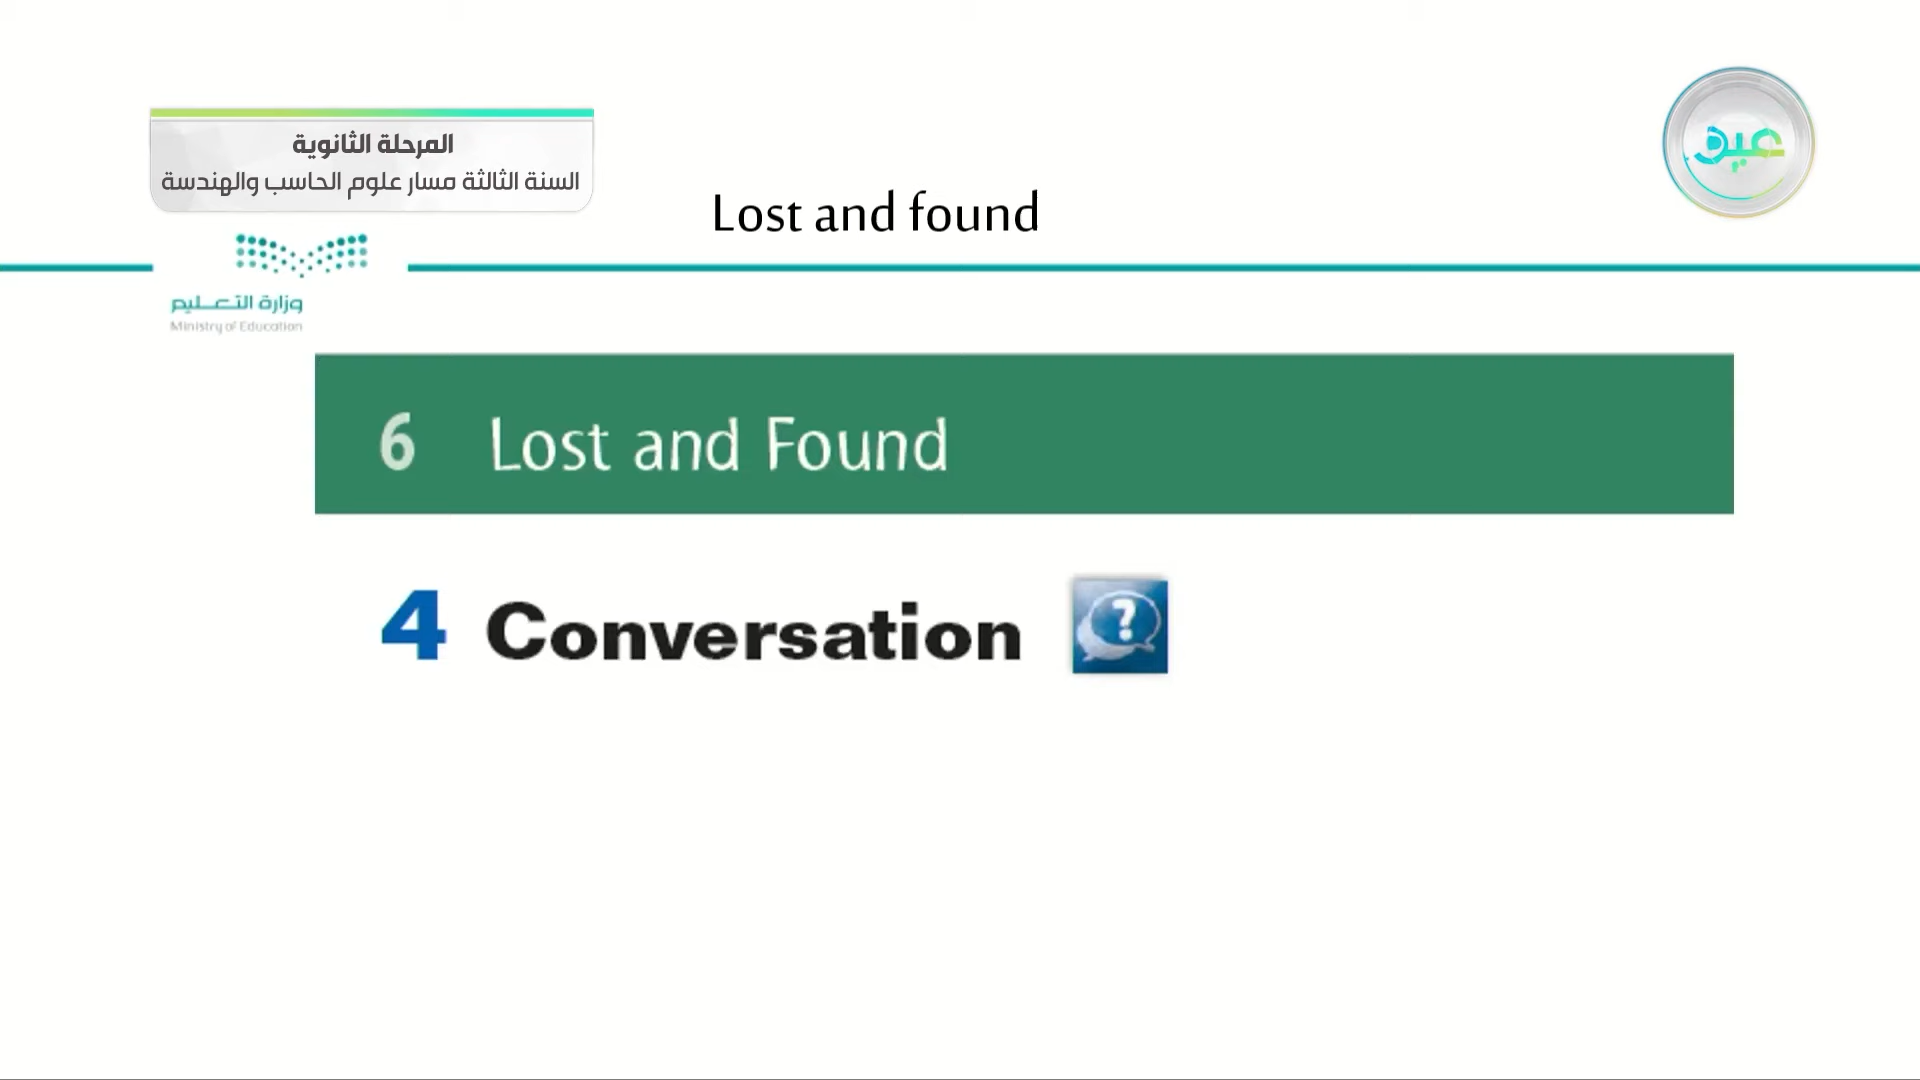 المرحلة الثانوية
السنة الثالثة مسار علوم الحاسب والهندسة
عين
Lost and found
وزارة التعليم
Ministry of Education
6 Lost and Found
4 Conversation
?